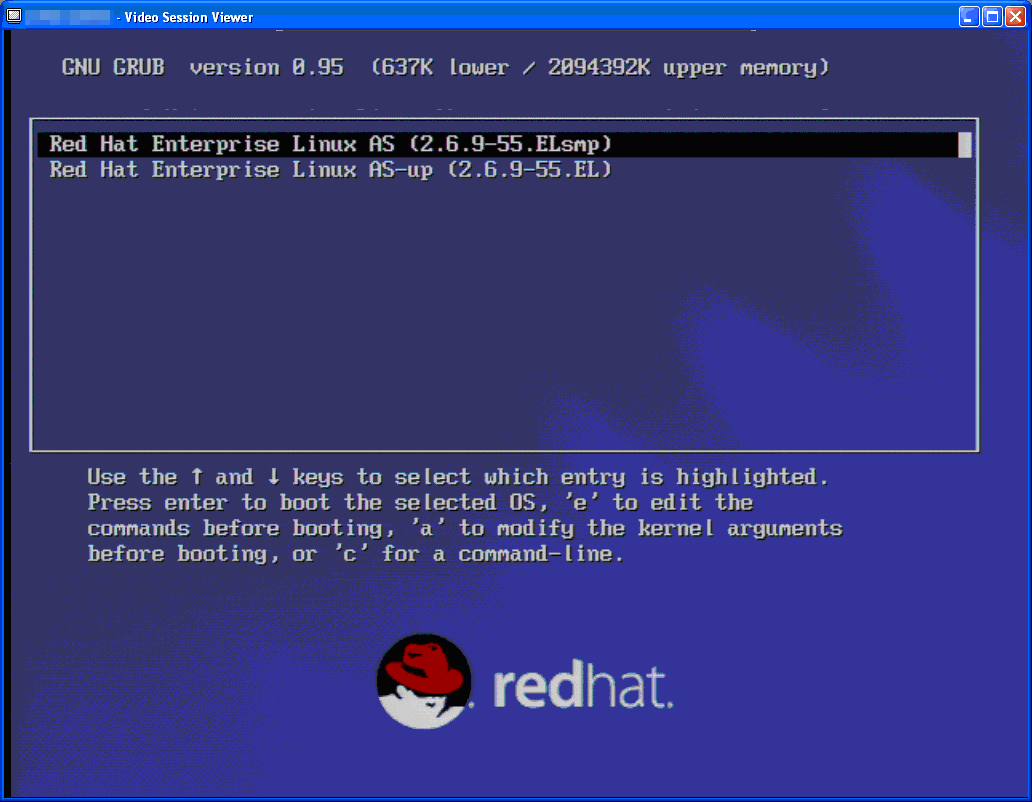 - Video Session Viewer
GNU GRUB version 0.95 (637K lower / 2094392K upper memory)
Red Hat Enterprise Linux AS (2.6.9-55.ELsmp)
Red Hat Enterprise Linux AS-up (2.6.9-55.EL)
Use the ↑ and ↓ keys to select which entry is highlighted.
Press enter to boot the selected OS, 'e' to edit the
commands before booting, 'a' to modify the kernel arguments
before booting, or 'c' for a command-line.
redhat.